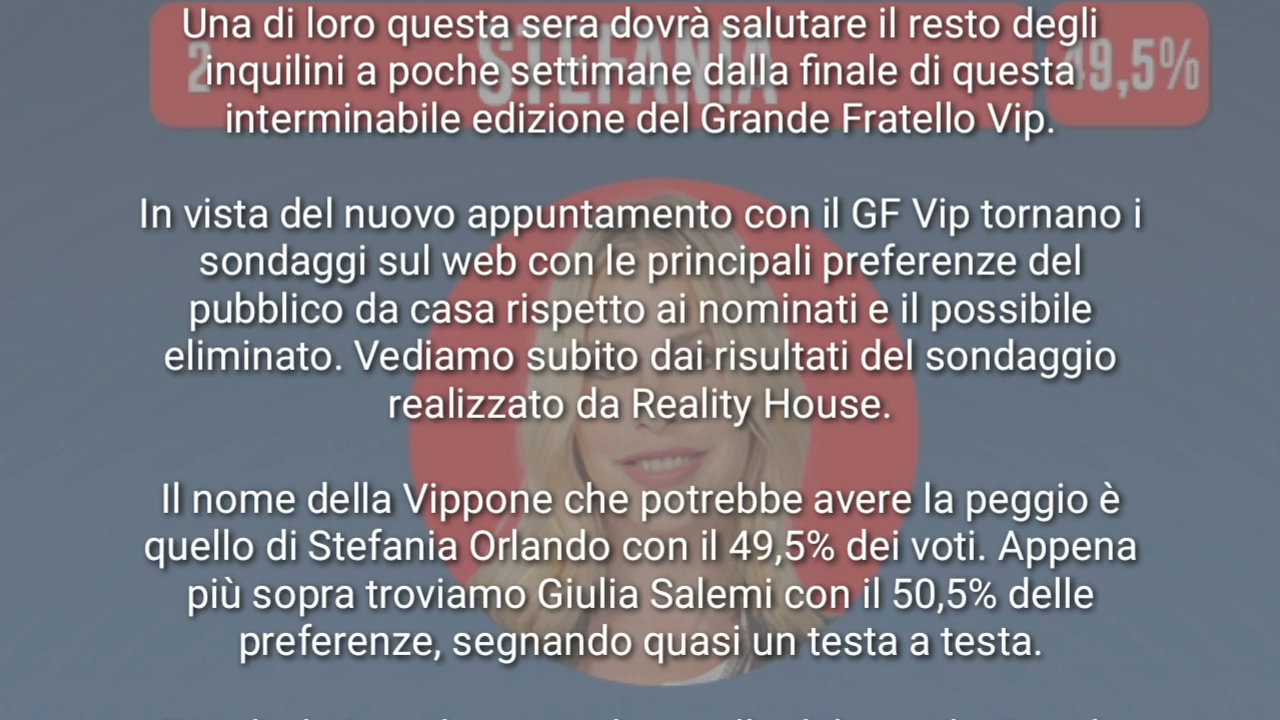 2 STEFANIA 49,5%
Una di loro questa sera dovrà salutare il resto degli
inquilini a poche settimane dalla finale di questa
interminabile edizione del Grande Fratello Vip.
In vista del nuovo appuntamento con il GF Vip tornano i
sondaggi sul web con le principali preferenze del
pubblico da casa rispetto ai nominati e il possibile
eliminato. Vediamo subito dai risultati del sondaggio
realizzato da Reality House.
Il nome della Vippone che potrebbe avere la peggio è
quello di Stefania Orlando con il 49,5% dei voti. Appena
più sopra troviamo Giulia Salemi con il 50,5% delle
preferenze, segnando quasi un testa a testa.